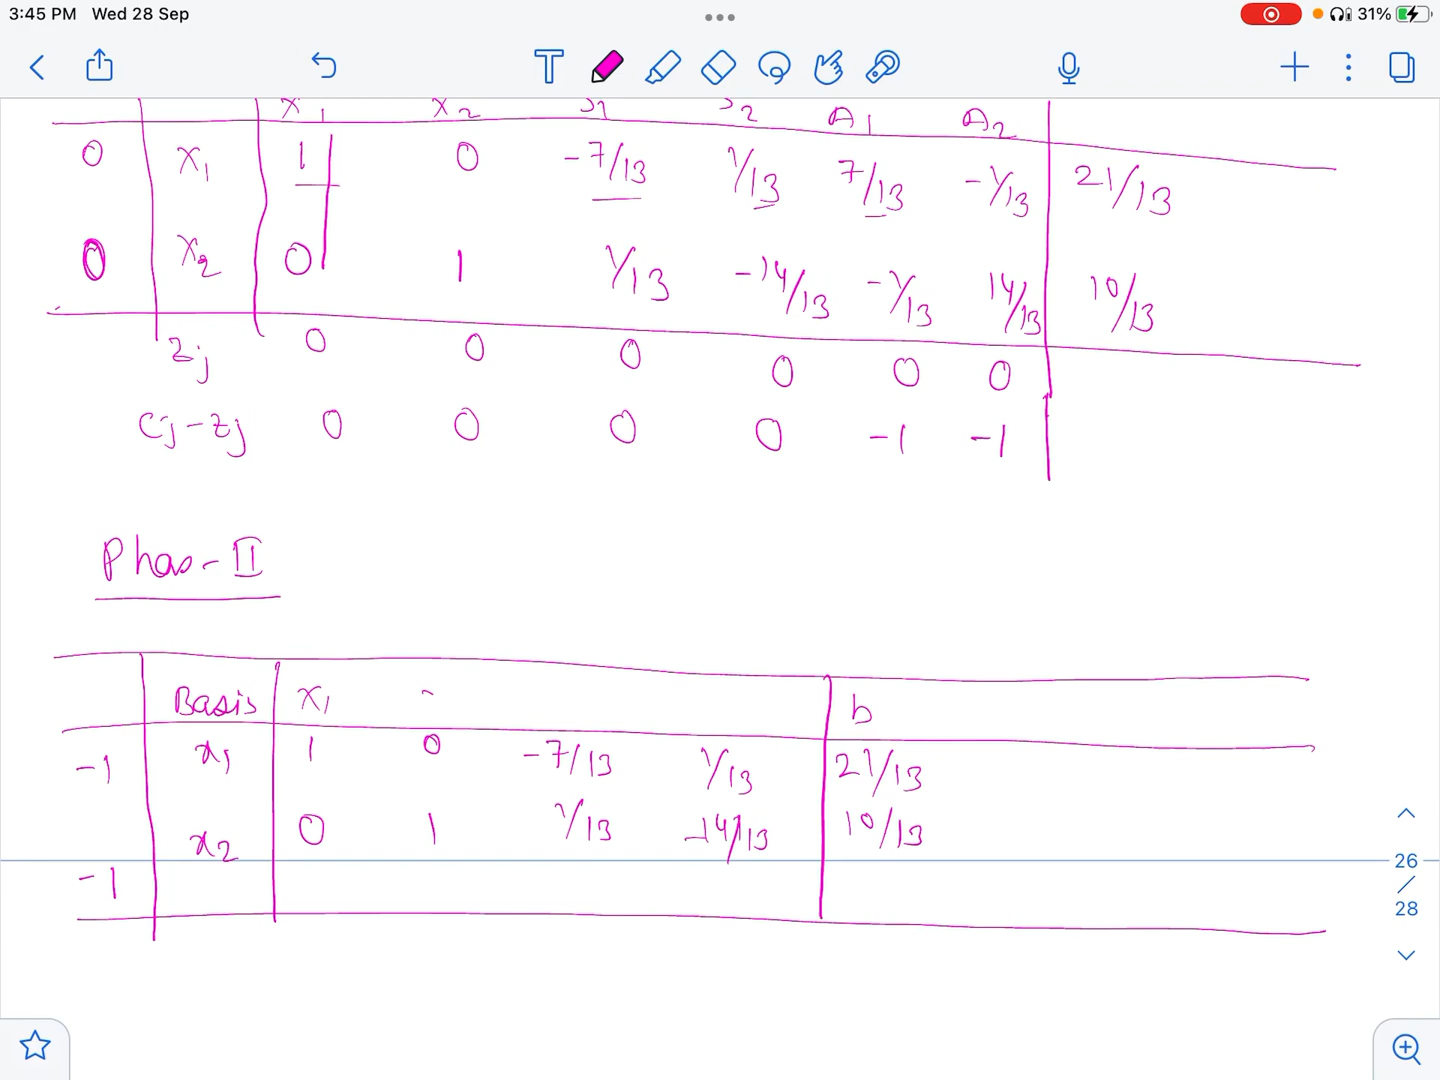 3:45 PM Wed 28 Sep 31%
x1 x2 S1 S2 A1 A2
0 x1 1 0 -7/13 1/13 7/13 -1/13 21/13
0 x2 0 1 1/13 -14/13 -1/13 14/13 10/13
Zj 0 0 0 0 0 0
Cj-Zj 0 0 0 0 -1 -1
Phas-II
Basis x1 b
-1 x1 1 0 -7/13 1/13 21/13
-1 x2 0 1 1/13 -14/13 10/13
26
/
28